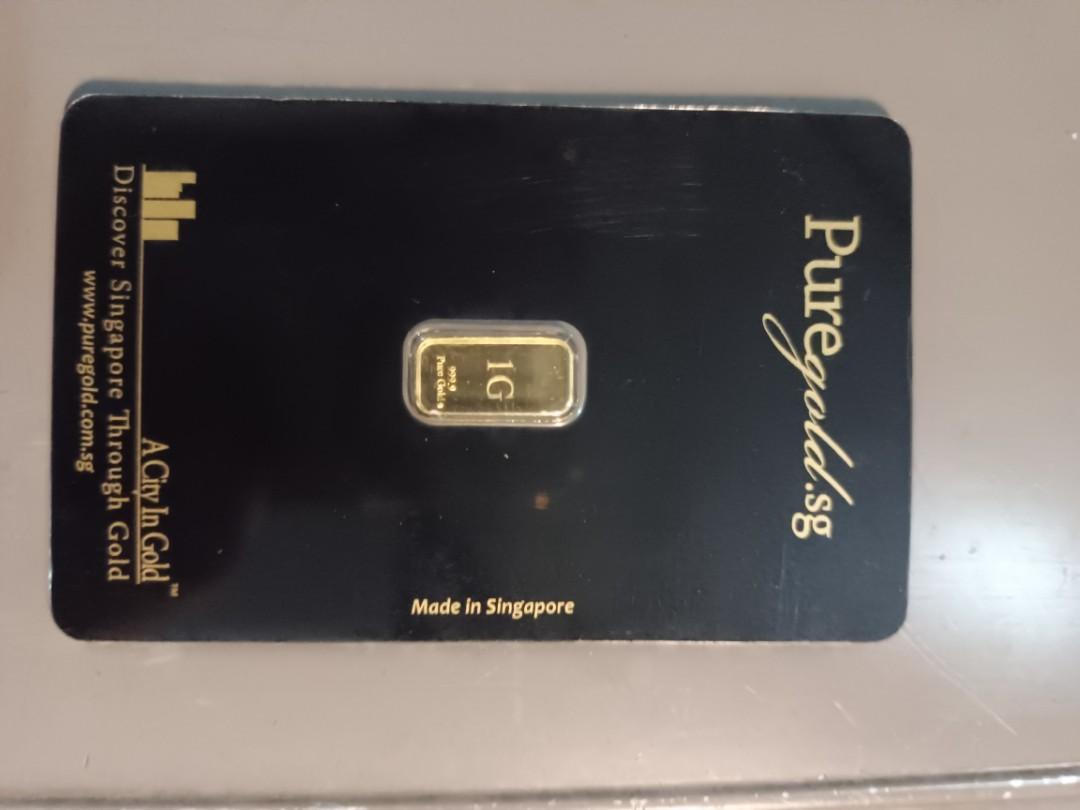 Puregold.sg
1G
999.9
Pure Gold
Made in Singapore
A City In Gold™
Discover Singapore Through Gold
www.puregold.com.sg